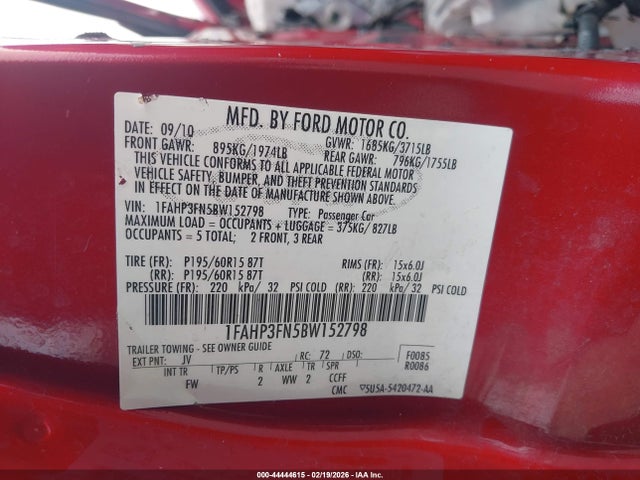 MFD. BY FORD MOTOR CO.
DATE: 09/10 GVWR: 1685KG/3715LB
FRONT GAWR: 895KG/1974LB REAR GAWR: 796KG/1755LB
THIS VEHICLE CONFORMS TO ALL APPLICABLE FEDERAL MOTOR
VEHICLE SAFETY, BUMPER, AND THEFT PREVENTION STANDARDS
IN EFFECT ON THE DATE OF MANUFACTURE SHOWN ABOVE.
VIN: 1FAHP3FN5BW152798 TYPE: Passenger Car
MAXIMUM LOAD = OCCUPANTS + LUGGAGE = 375KG/ 827LB
OCCUPANTS = 5 TOTAL; 2 FRONT, 3 REAR
TIRE (FR): P195/60R15 87T RIMS (FR): 15x6.0J
(RR): P195/60R15 87T (RR): 15x6.0J
PRESSURE (FR): 220 kPa/ 32 PSI COLD (RR): 220 kPa/ 32 PSI COLD
1FAHP3FN5BW152798
TRAILER TOWING - SEE OWNER GUIDE
EXT PNT: JV RC: 72 DSO: F0085
R0086
INT TR TP/PS R AXLE TR SPR
FW 2 WW 2 CCFF
CMC 5U5A-5420472-AA
000-44444615 - 02/19/2026 - IAA Inc.